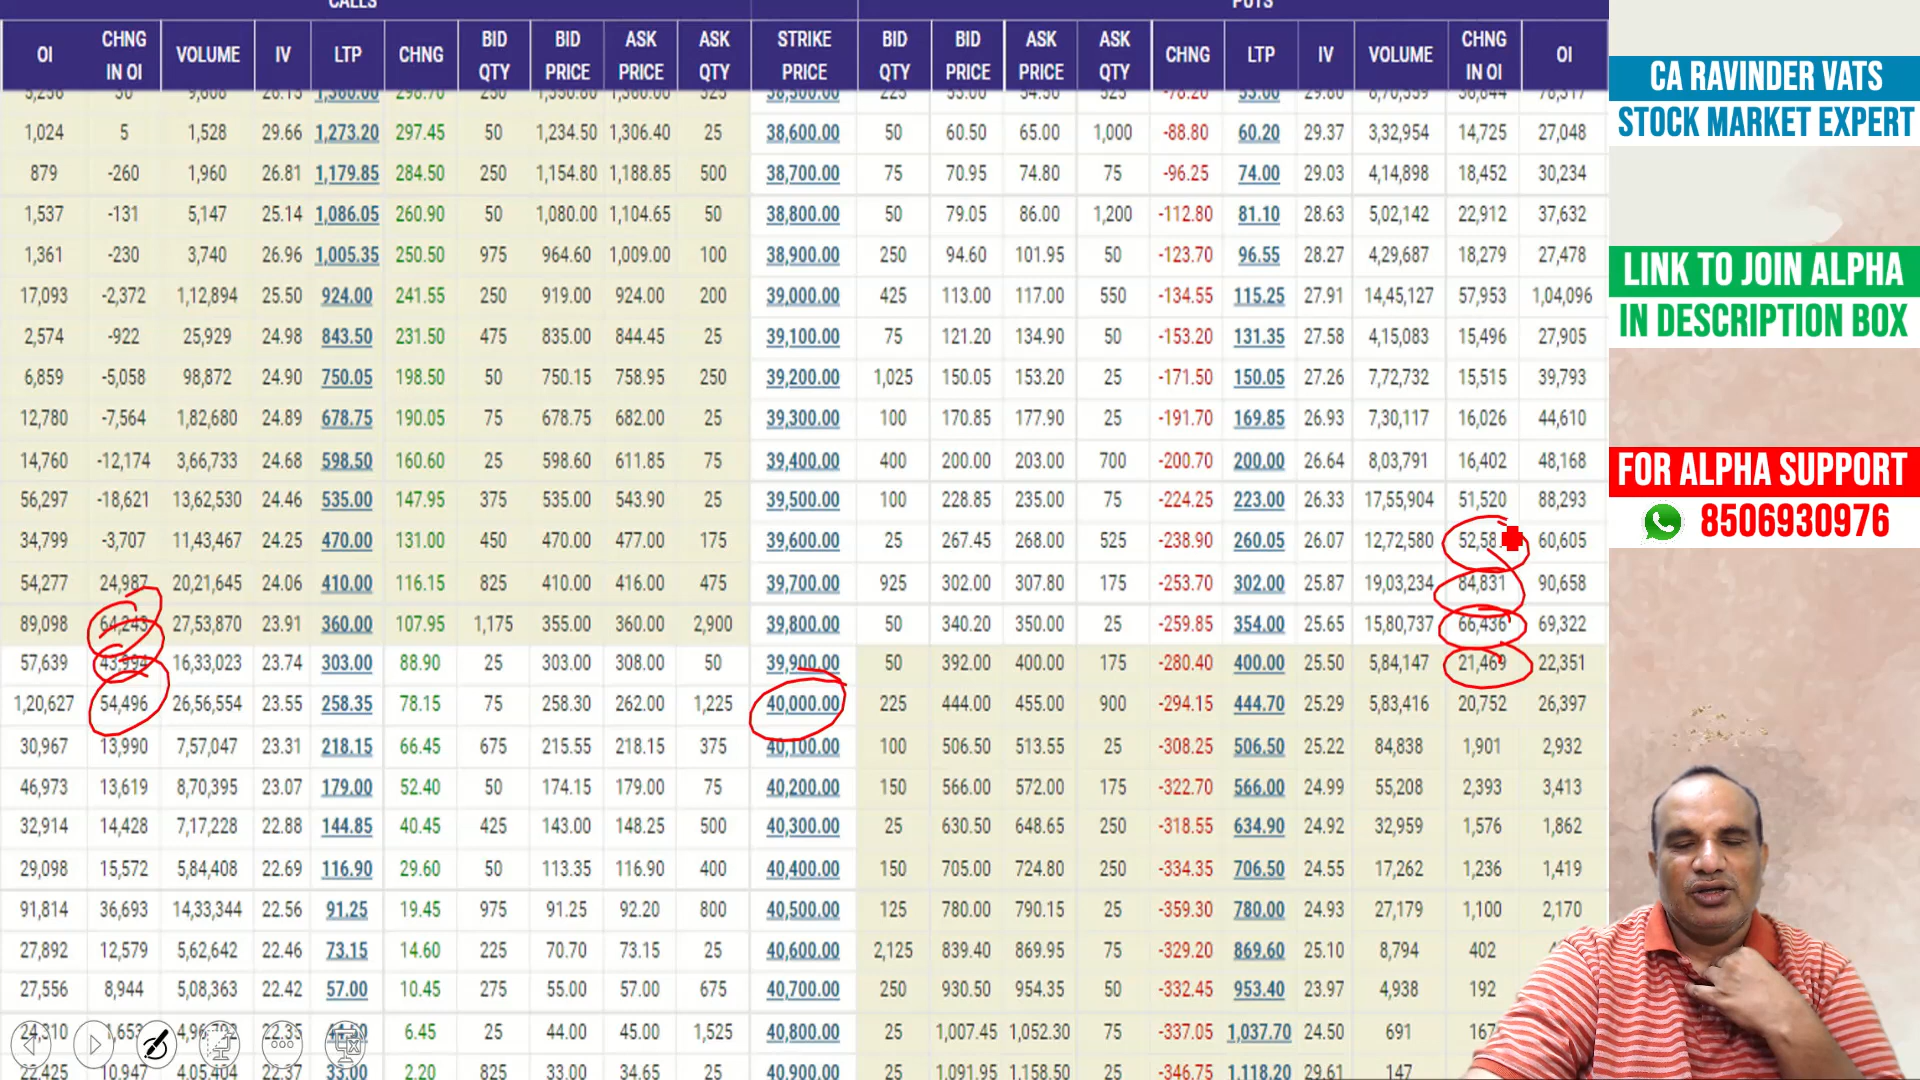 CALLS PUTS
OI CHNG IN OI VOLUME IV LTP CHNG BID QTY BID PRICE ASK PRICE ASK QTY STRIKE PRICE BID QTY BID PRICE ASK PRICE ASK QTY CHNG LTP IV VOLUME CHNG IN OI OI
1,024 5 1,528 29.66 1,273.20 297.45 50 1,234.50 1,306.40 25 38,600.00 50 60.50 65.00 1,000 -88.80 60.20 29.37 3,32,954 14,725 27,048
879 -260 1,960 26.81 1,179.85 284.50 250 1,154.80 1,188.85 500 38,700.00 75 70.95 74.80 75 -96.25 74.00 29.03 4,14,898 18,452 30,234
1,537 -131 5,147 25.14 1,086.05 260.90 50 1,080.00 1,104.65 50 38,800.00 50 79.05 86.00 1,200 -112.80 81.10 28.63 5,02,142 22,912 37,632
1,361 -230 3,740 26.96 1,005.35 250.50 975 964.60 1,009.00 100 38,900.00 250 94.60 101.95 50 -123.70 96.55 28.27 4,29,687 18,279 27,478
17,093 -2,372 1,12,894 25.50 924.00 241.55 250 919.00 924.00 200 39,000.00 425 113.00 117.00 550 -134.55 115.25 27.91 14,45,127 57,953 1,04,096
2,574 -922 25,929 24.98 843.50 231.50 475 835.00 844.45 25 39,100.00 75 121.20 134.90 50 -153.20 131.35 27.58 4,15,083 15,496 27,905
6,859 -5,058 98,872 24.90 750.05 198.50 50 750.15 758.95 250 39,200.00 1,025 150.05 153.20 25 -171.50 150.05 27.26 7,72,732 15,515 39,793
12,780 -7,564 1,82,680 24.89 678.75 190.05 75 678.75 682.00 25 39,300.00 100 170.85 177.90 25 -191.70 169.85 26.93 7,30,117 16,026 44,610
14,760 -12,174 3,66,733 24.68 598.50 160.60 25 598.60 611.85 75 39,400.00 400 200.00 203.00 700 -200.70 200.00 26.64 8,03,791 16,402 48,168
56,297 -18,621 13,62,530 24.46 535.00 147.95 375 535.00 543.90 25 39,500.00 100 228.85 235.00 75 -224.25 223.00 26.33 17,55,904 51,520 88,293
34,799 -3,707 11,43,467 24.25 470.00 131.00 450 470.00 477.00 175 39,600.00 25 267.45 268.00 525 -238.90 260.05 26.07 12,72,580 60,605
54,277 24,987 20,21,645 24.06 410.00 116.15 825 410.00 416.00 475 39,700.00 925 302.00 307.80 175 -253.70 302.00 25.87 19,03,234 84,831 90,658
89,098 64,243 27,53,870 23.91 360.00 107.95 1,175 355.00 360.00 2,900 39,800.00 50 340.20 350.00 25 -259.85 354.00 25.65 15,80,737 66,436 69,322
57,639 43,994 16,33,023 23.74 303.00 88.90 25 303.00 308.00 50 39,900.00 50 392.00 400.00 175 -280.40 400.00 25.50 5,84,147 21,469 22,351
1,20,627 54,496 26,56,554 23.55 258.35 78.15 75 258.30 262.00 1,225 40,000.00 225 444.00 455.00 900 -294.15 444.70 25.29 5,83,416 20,752 26,397
30,967 13,990 7,57,047 23.31 218.15 66.45 675 215.55 218.15 375 40,100.00 100 506.50 513.55 25 -308.25 506.50 25.22 84,838 1,901 2,932
46,973 13,619 8,70,395 23.07 179.00 52.40 50 174.15 179.00 75 40,200.00 150 566.00 572.00 175 -322.70 566.00 24.99 55,208 2,393 3,413
32,914 14,428 7,17,228 22.88 144.85 40.45 425 143.00 148.25 500 40,300.00 25 630.50 648.65 250 -318.55 634.90 24.92 32,959 1,576 1,862
29,098 15,572 5,84,408 22.69 116.90 29.60 50 113.35 116.90 400 40,400.00 150 705.00 724.80 250 -334.35 706.50 24.55 17,262 1,236 1,419
91,814 36,693 14,33,344 22.56 91.25 19.45 975 91.25 92.20 800 40,500.00 125 780.00 790.15 25 -359.30 780.00 24.93 27,179 1,100 2,170
27,892 12,579 5,62,642 22.46 73.15 14.60 225 70.70 73.15 25 40,600.00 2,125 839.40 869.95 75 -329.20 869.60 25.10 8,794 402
27,556 8,944 5,08,363 22.42 57.00 10.45 275 55.00 57.00 675 40,700.00 250 930.50 954.35 50 -332.45 953.40 23.97 4,938 192
24,310 22.35 6.45 25 44.00 45.00 1,525 40,800.00 25 1,007.45 1,052.30 75 -337.05 1,037.70 24.50 691 167
22,425 10,947 4,05,404 22.37 33.00 2.20 825 33.00 34.65 25 40,900.00 25 1,091.95 1,158.50 25 -346.75 1,118.20 29.61 147
CA RAVINDER VATS
STOCK MARKET EXPERT
LINK TO JOIN ALPHA
IN DESCRIPTION BOX
FOR ALPHA SUPPORT
8506930976